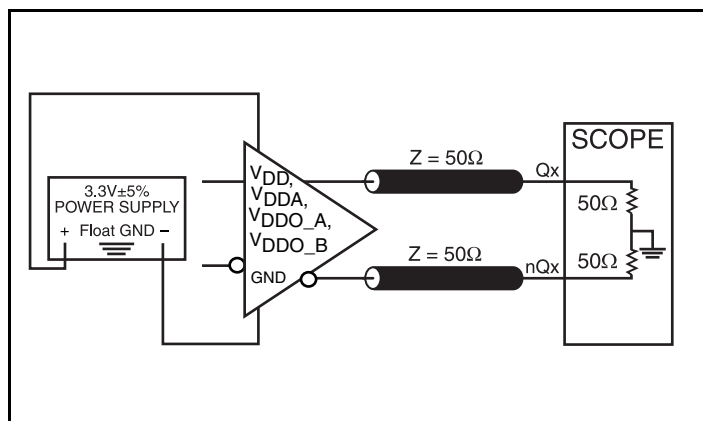 SCOPE
Z = 50Ω
Qx
50Ω
50Ω
Z = 50Ω
nQx
3.3V±5%
POWER SUPPLY
+ Float GND −
VDD,
VDDA,
VDDO_A,
VDDO_B
GND